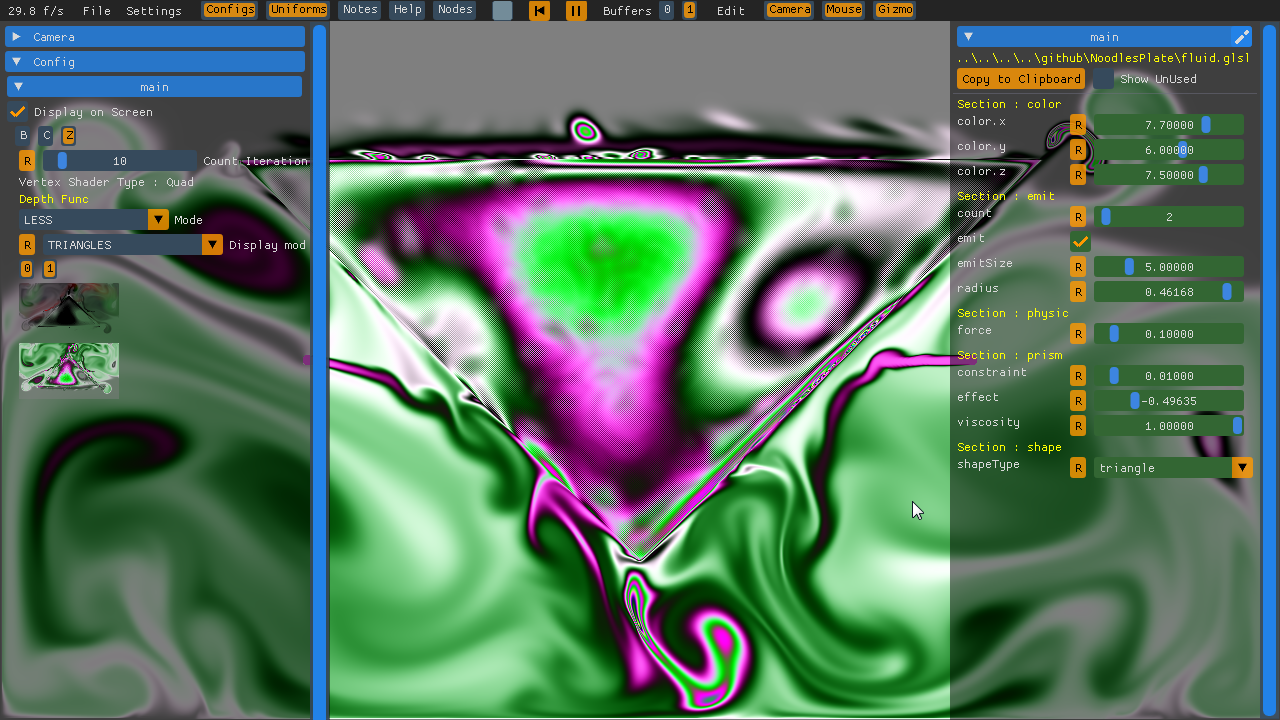 29.8 f/s File Settings Configs Uniforms Notes Help Nodes Buffers 0 1 Edit Camera Mouse Gizmo
Camera
Config
main
Display on Screen
B C Z
R 10 Count Iteration
Vertex Shader Type : Quad
Depth Func
LESS Mode
R TRIANGLES Display mod
0 1
main
..\..\..\..\github\NoodlesPlate\fluid.glsl
Copy to Clipboard Show UnUsed
Section : color
color.x R 7.70000
color.y R 6.00000
color.z R 7.50000
Section : emit
count R 2
emit
emitSize R 5.00000
radius R 0.46168
Section : physic
force R 0.10000
Section : prism
constraint R 0.01000
effect R -0.49635
viscosity R 1.00000
Section : shape
shapeType R triangle